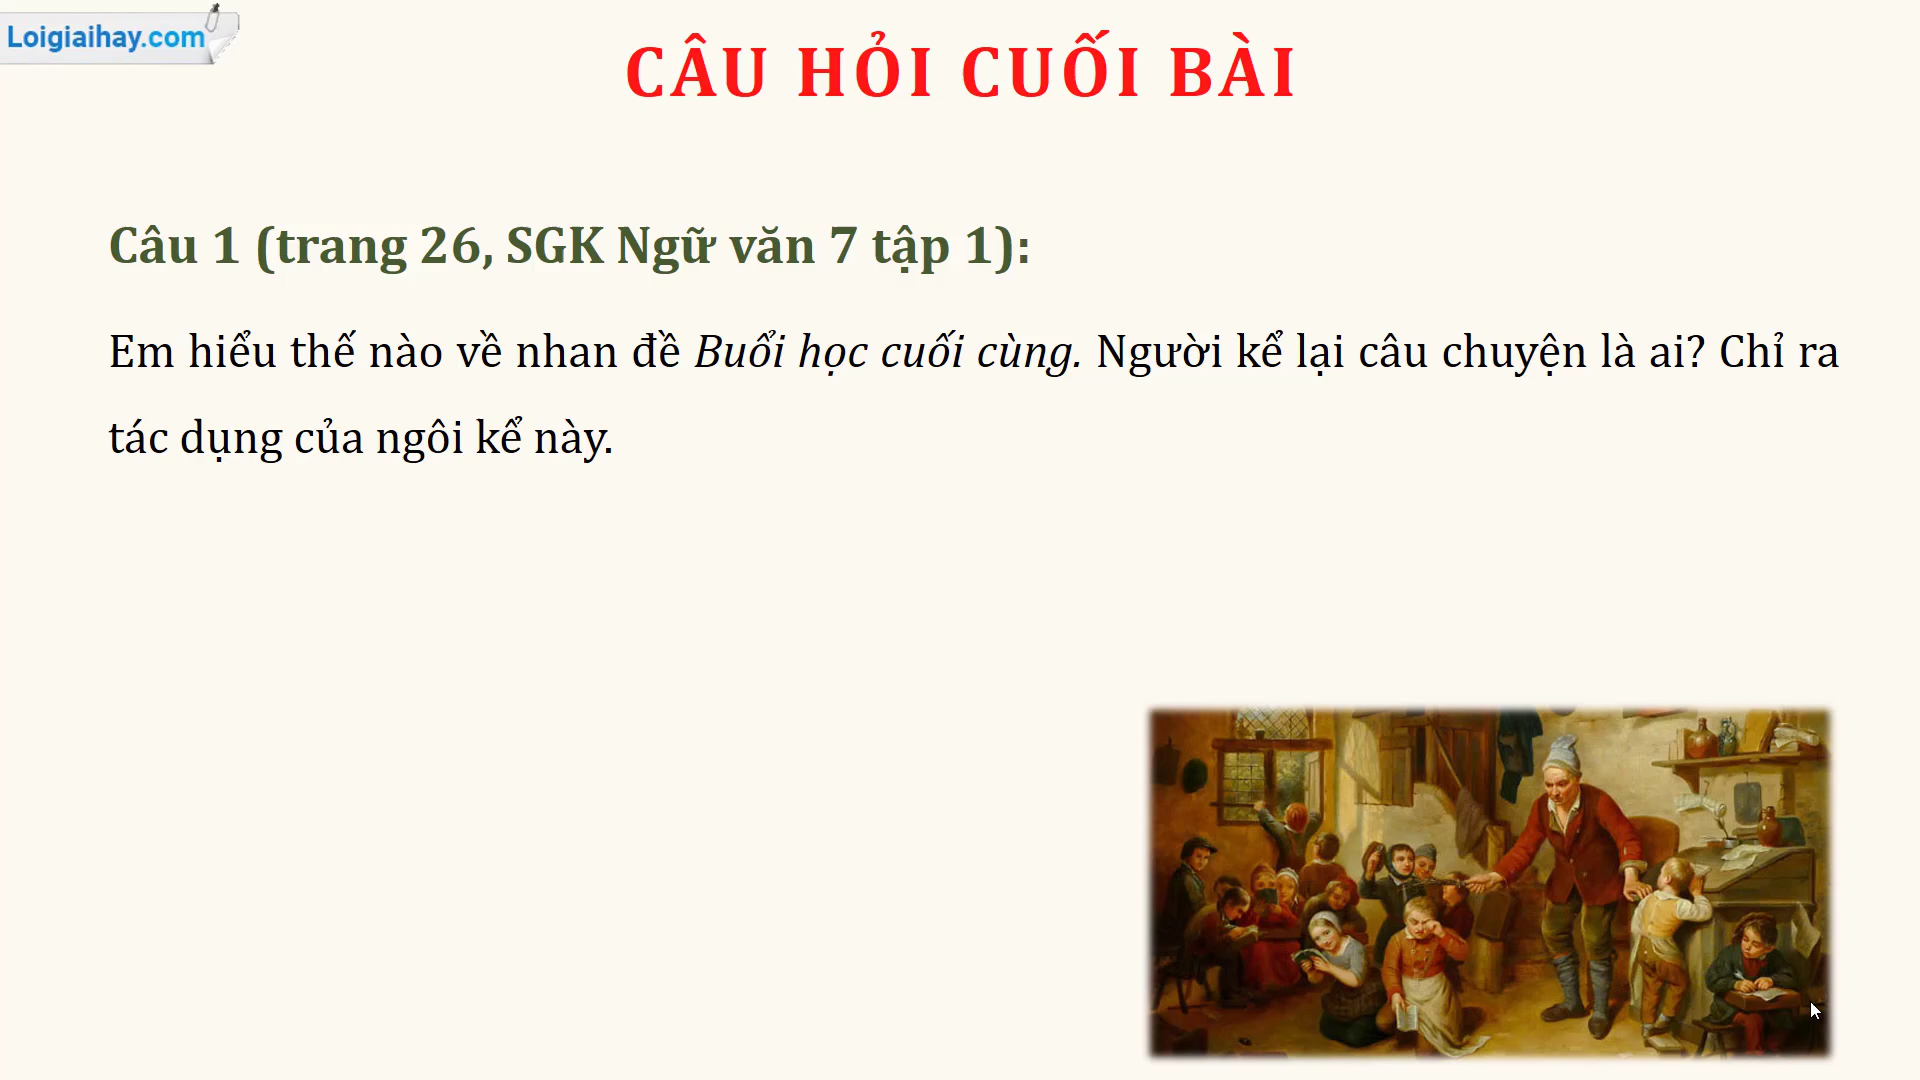 Loigiaihay.com
CÂU HỎI CUỐI BÀI
Câu 1 (trang 26, SGK Ngữ văn 7 tập 1):
Em hiểu thế nào về nhan đề Buổi học cuối cùng. Người kể lại câu chuyện là ai? Chỉ ra
tác dụng của ngôi kể này.